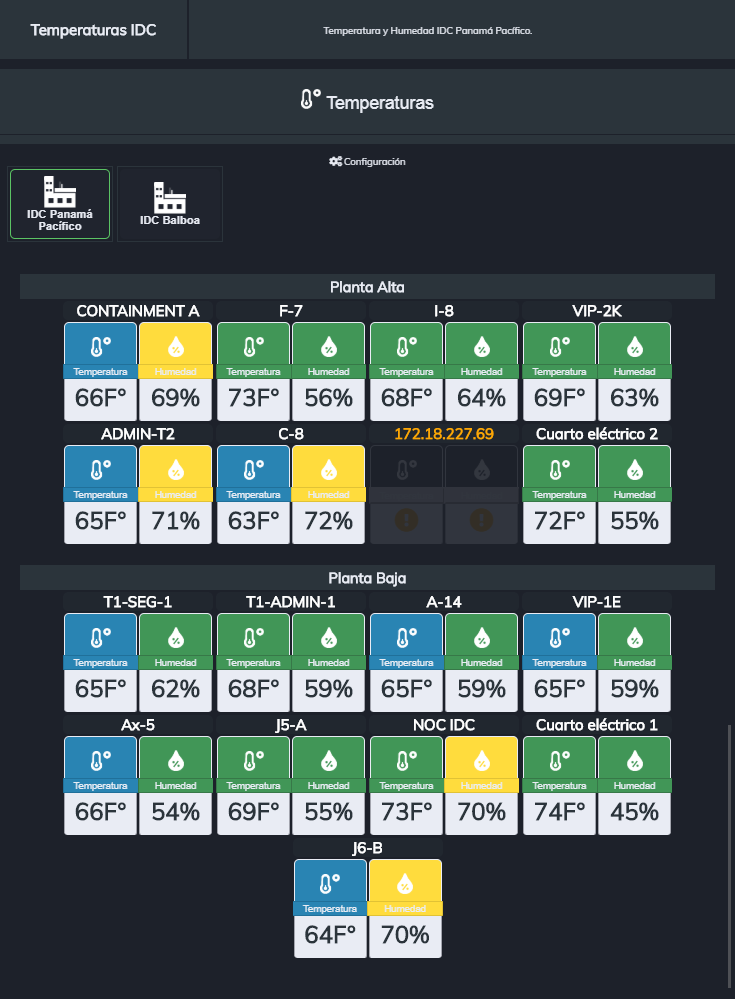 Temperaturas IDC
Temperatura y Humedad IDC Panamá Pacífico.
Temperaturas
Configuración
IDC Panamá
Pacífico
IDC Balboa
Planta Alta
CONTAINMENT A F-7 I-8 VIP-2K
Temperatura Humedad Temperatura Humedad Temperatura Humedad Temperatura Humedad
66F° 69% 73F° 56% 68F° 64% 69F° 63%
ADMIN-T2 C-8 172.18.227.69 Cuarto eléctrico 2
Temperatura Humedad Temperatura Humedad Temperatura Humedad
65F° 71% 63F° 72% 72F° 55%
Planta Baja
T1-SEG-1 T1-ADMIN-1 A-14 VIP-1E
Temperatura Humedad Temperatura Humedad Temperatura Humedad Temperatura Humedad
65F° 62% 68F° 59% 65F° 59% 65F° 59%
Ax-5 J5-A NOC IDC Cuarto eléctrico 1
Temperatura Humedad Temperatura Humedad Temperatura Humedad Temperatura Humedad
66F° 54% 69F° 55% 73F° 70% 74F° 45%
J6-B
Temperatura Humedad
64F° 70%